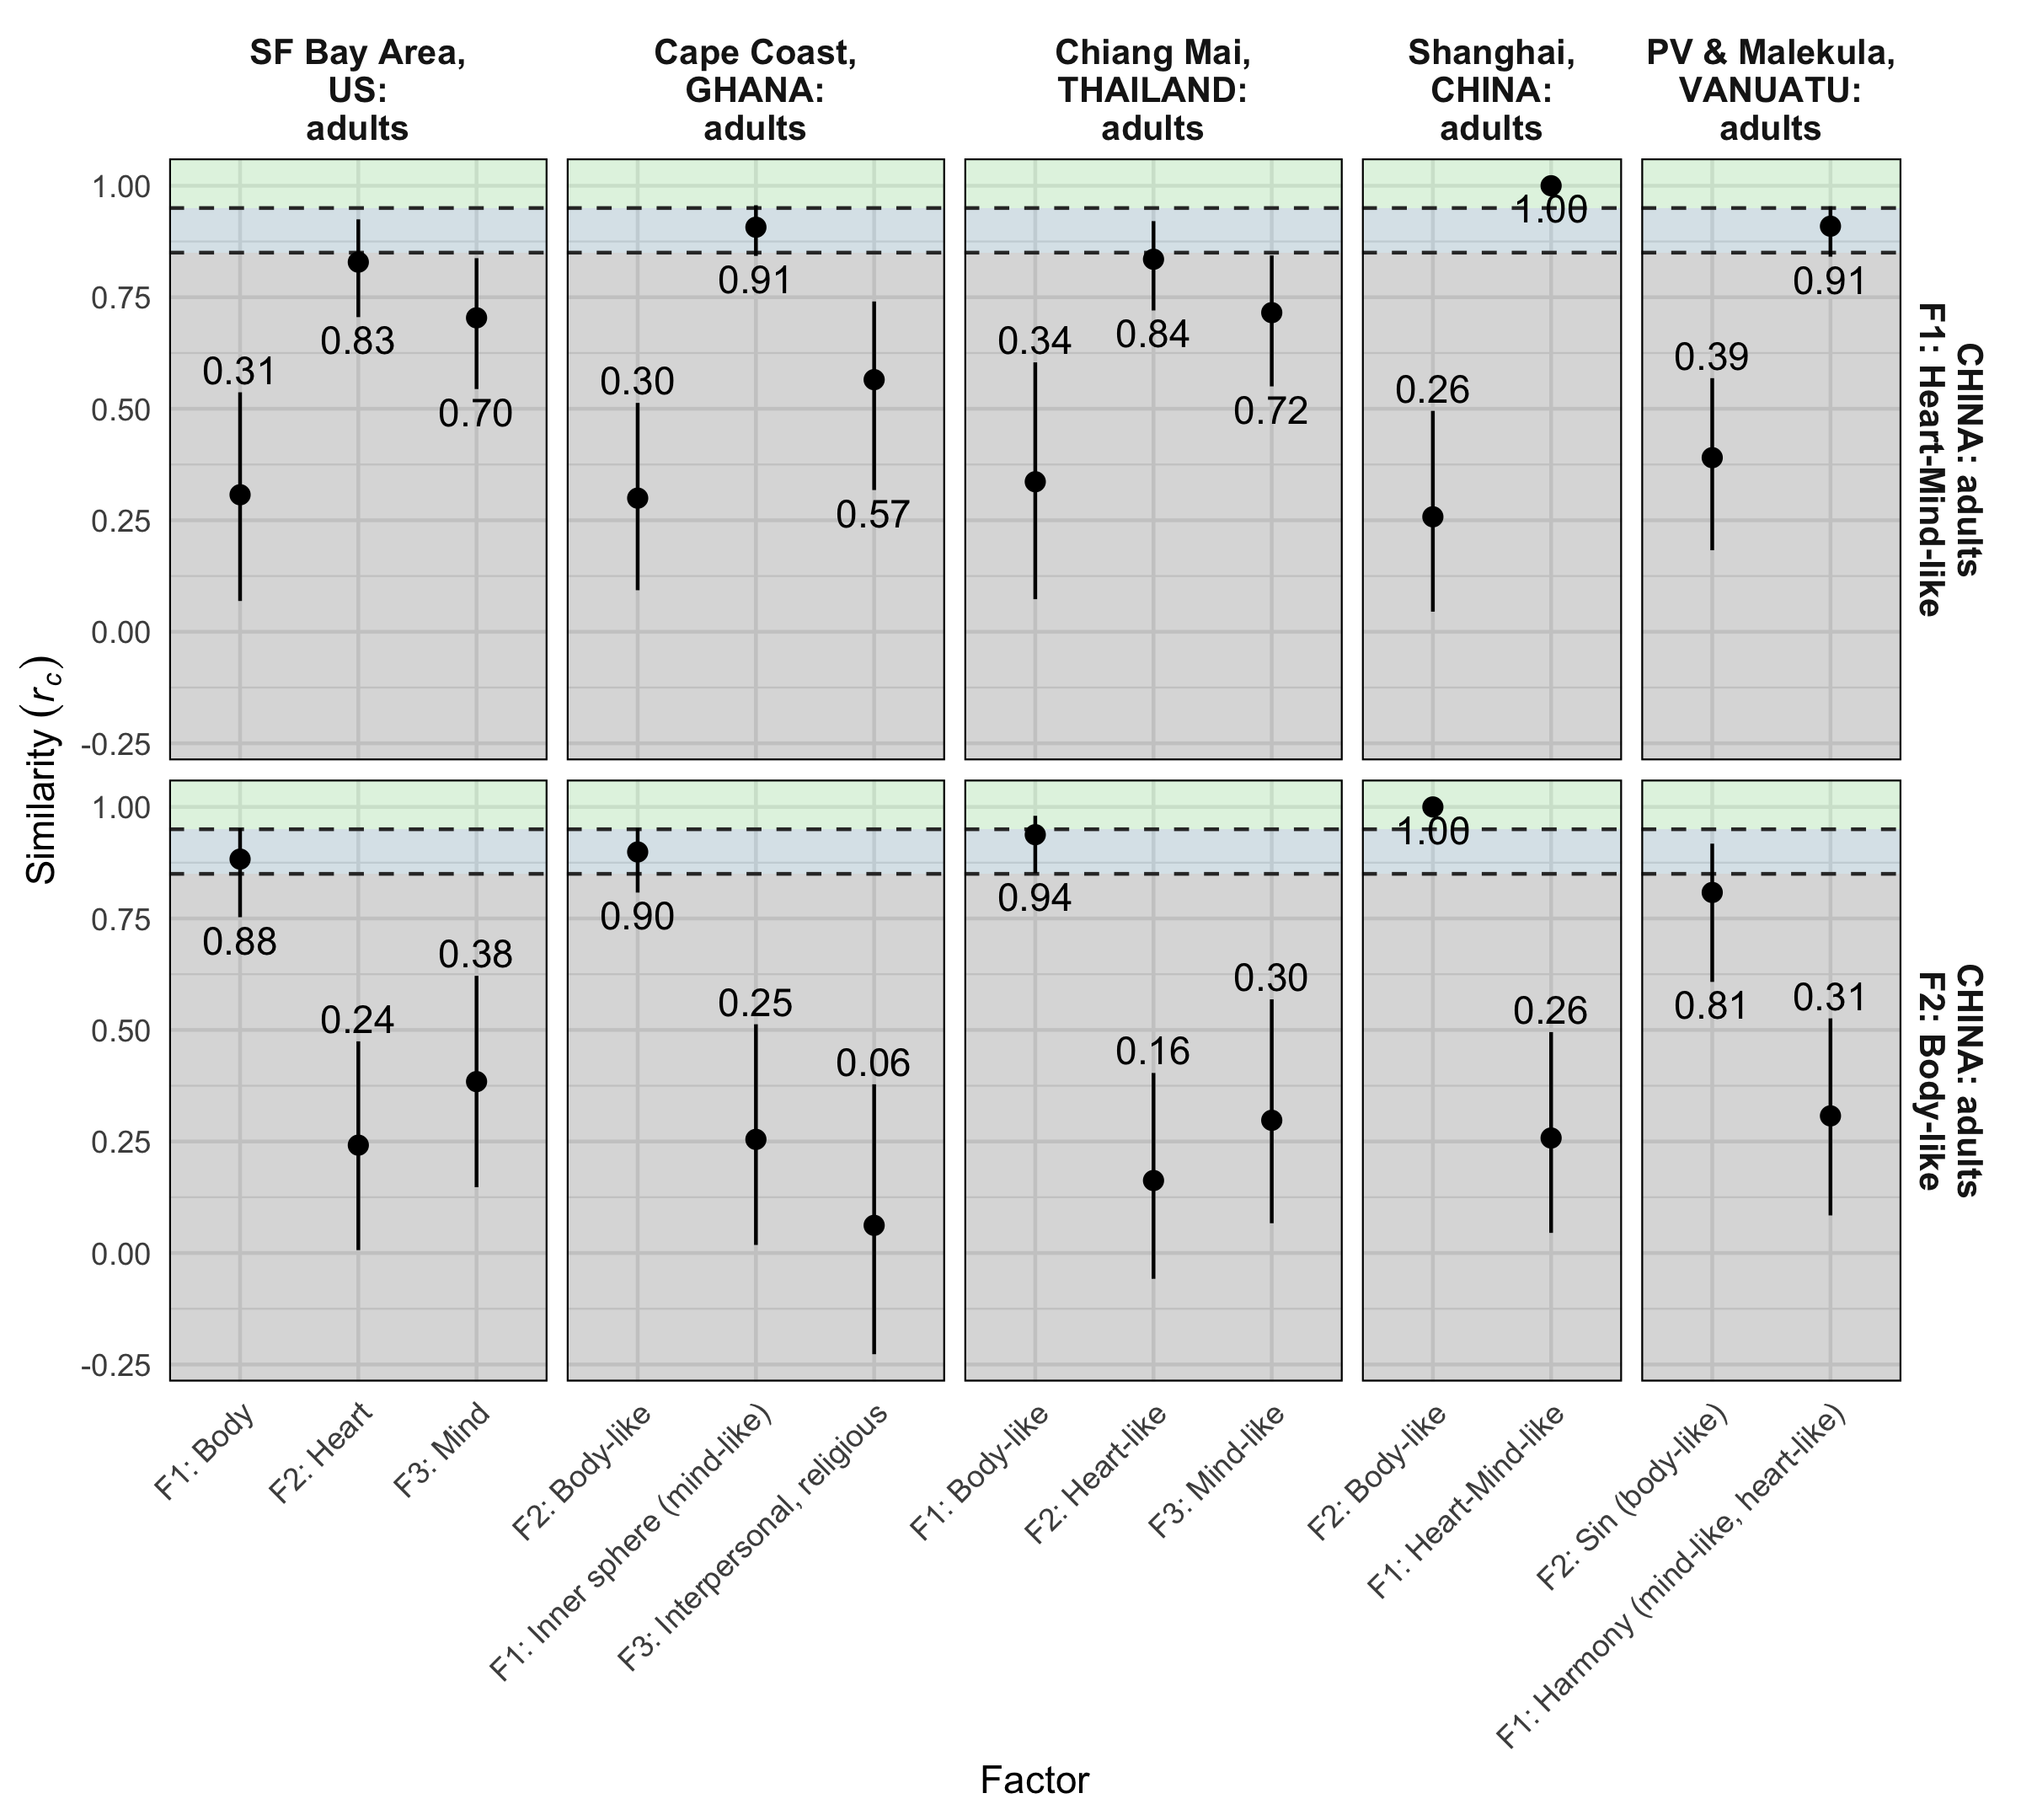 SF Bay Area,
US:
adults
Cape Coast,
GHANA:
adults
Chiang Mai,
THAILAND:
adults
Shanghai,
CHINA:
adults
PV & Malekula,
VANUATU:
adults
Similarity (rc)
1.00
0.75
0.50
0.25
0.00
-0.25
0.31
0.83
0.70
0.30
0.91
0.57
0.34
0.84
0.72
0.26
1.00
0.39
0.91
CHINA: adults
F1: Heart-Mind-like
1.00
0.75
0.50
0.25
0.00
-0.25
0.88
0.24
0.38
0.90
0.25
0.06
0.94
0.16
0.30
1.00
0.26
0.81
0.31
CHINA: adults
F2: Body-like
F1: Body
F2: Heart
F3: Mind
F2: Body-like
F1: Inner sphere (mind-like)
F3: Interpersonal, religious
F1: Body-like
F2: Heart-like
F3: Mind-like
F2: Body-like
F1: Heart-Mind-like
F2: Sin (body-like)
F1: Harmony (mind-like, heart-like)
Factor